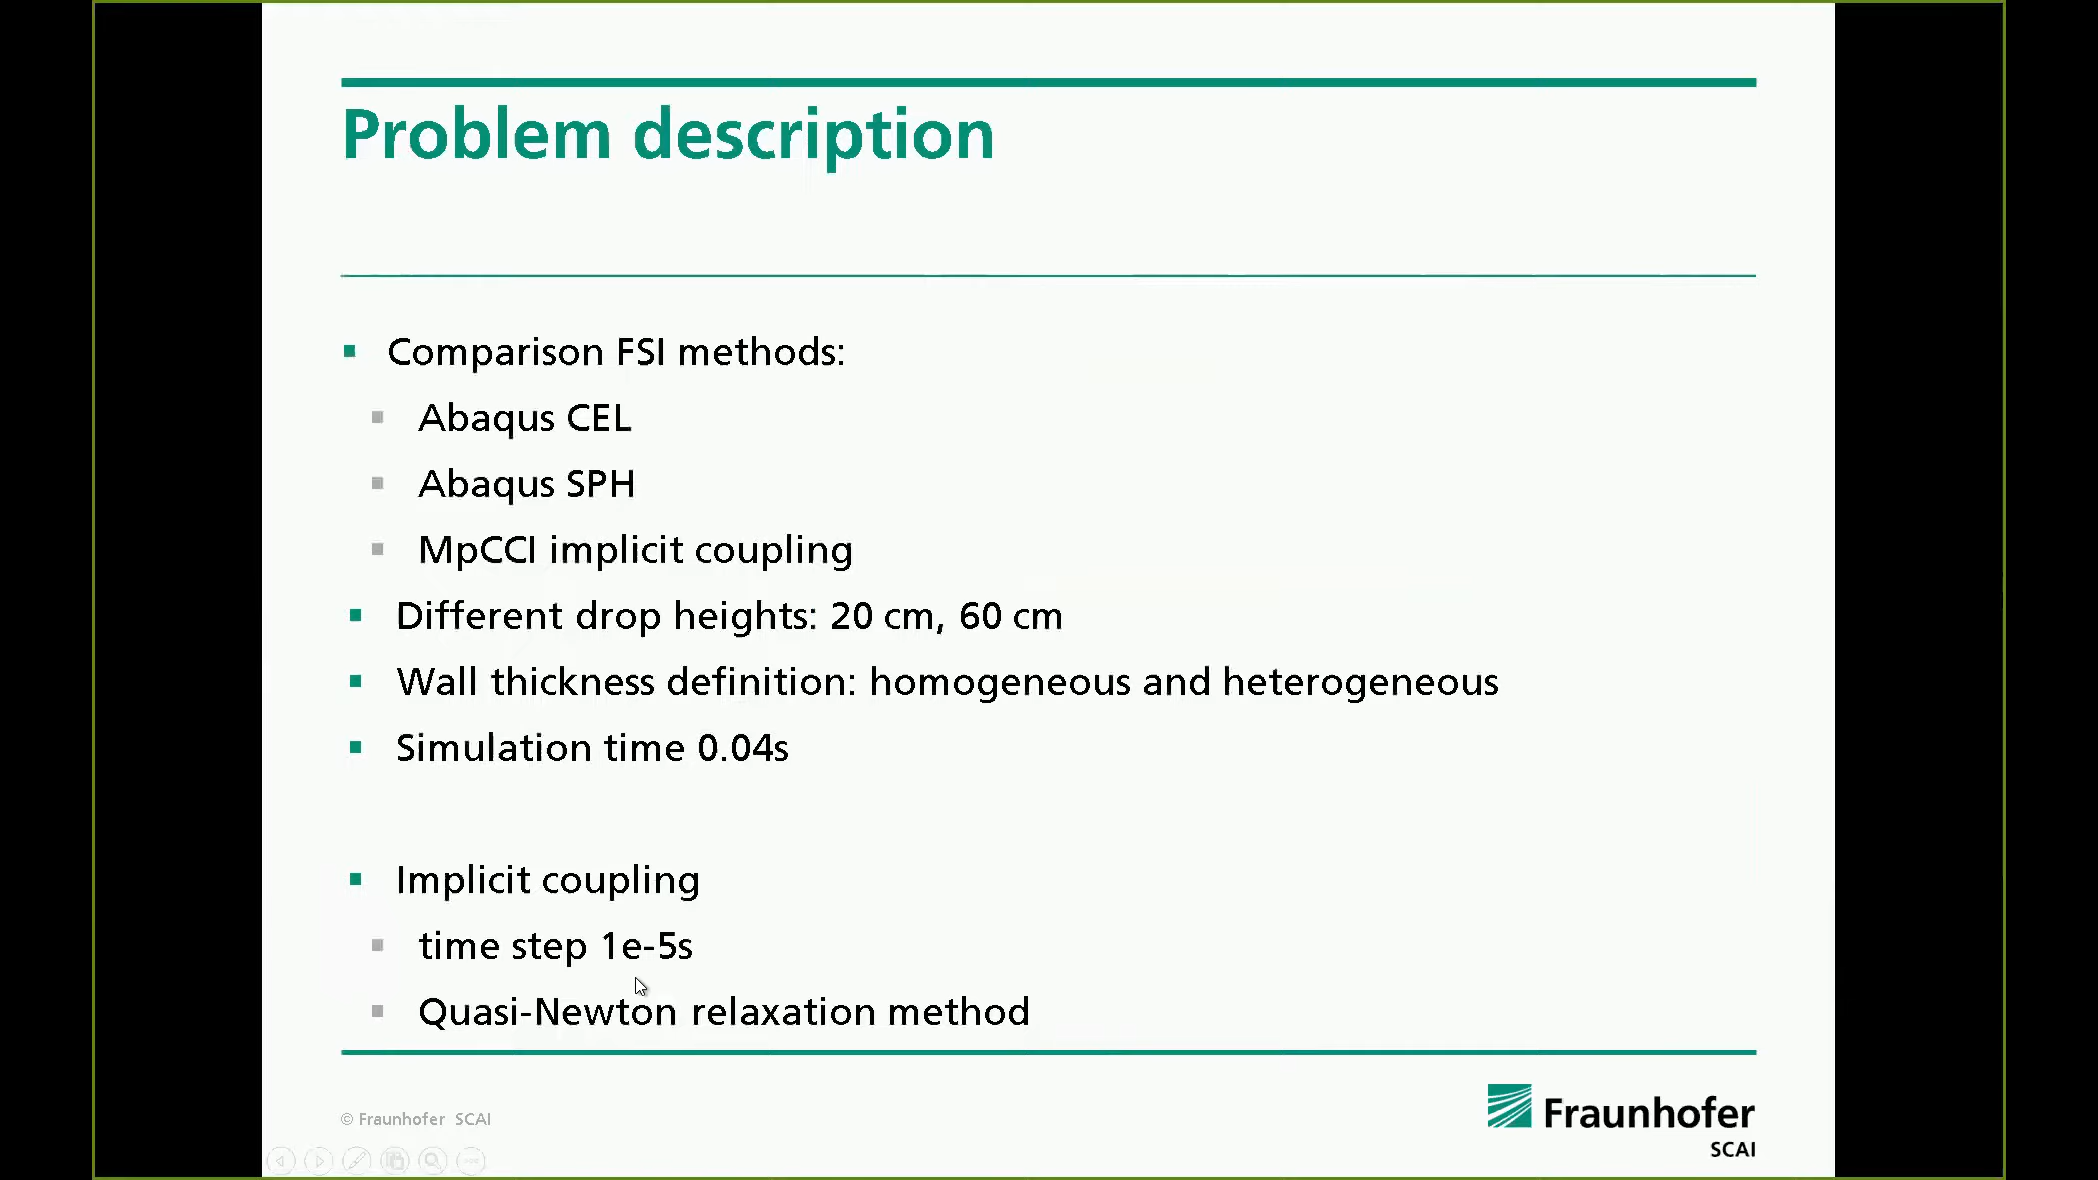 Problem description
Comparison FSI methods:
Abaqus CEL
Abaqus SPH
MpCCI implicit coupling
Different drop heights: 20 cm, 60 cm
Wall thickness definition: homogeneous and heterogeneous
Simulation time 0.04s
Implicit coupling
time step 1e-5s
Quasi-Newton relaxation method
© Fraunhofer SCAI
Fraunhofer
SCAI